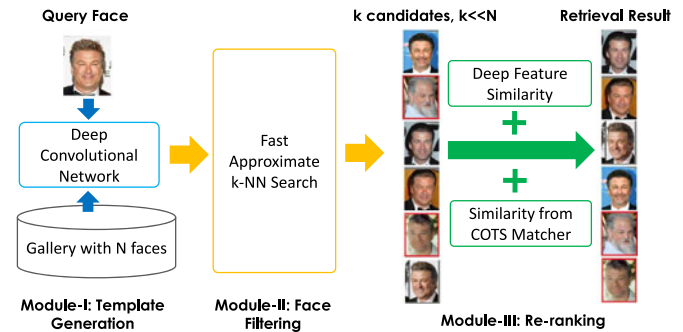 Query Face
k candidates, k<<N
Retrieval Result
Deep
Convolutional
Network
Gallery with N faces
Fast
Approximate
k-NN Search
Deep Feature
Similarity
+
+
Similarity from
COTS Matcher
Module-I: Template
Generation
Module-II: Face
Filtering
Module-III: Re-ranking